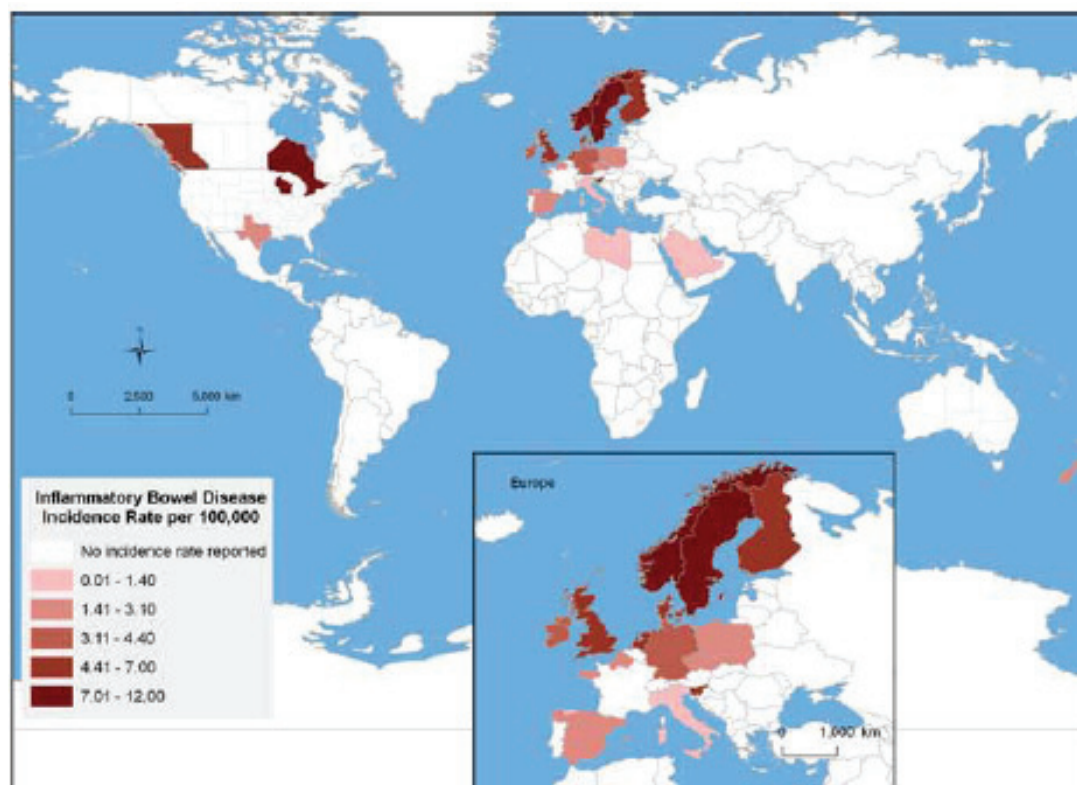 0 2,500 5,000 km
Inflammatory Bowel Disease
Incidence Rate per 100,000
No incidence rate reported
0.01 - 1.40
1.41 - 3.10
3.11 - 4.40
4.41 - 7.00
7.01 - 12.00
Europe
0 1,000 km